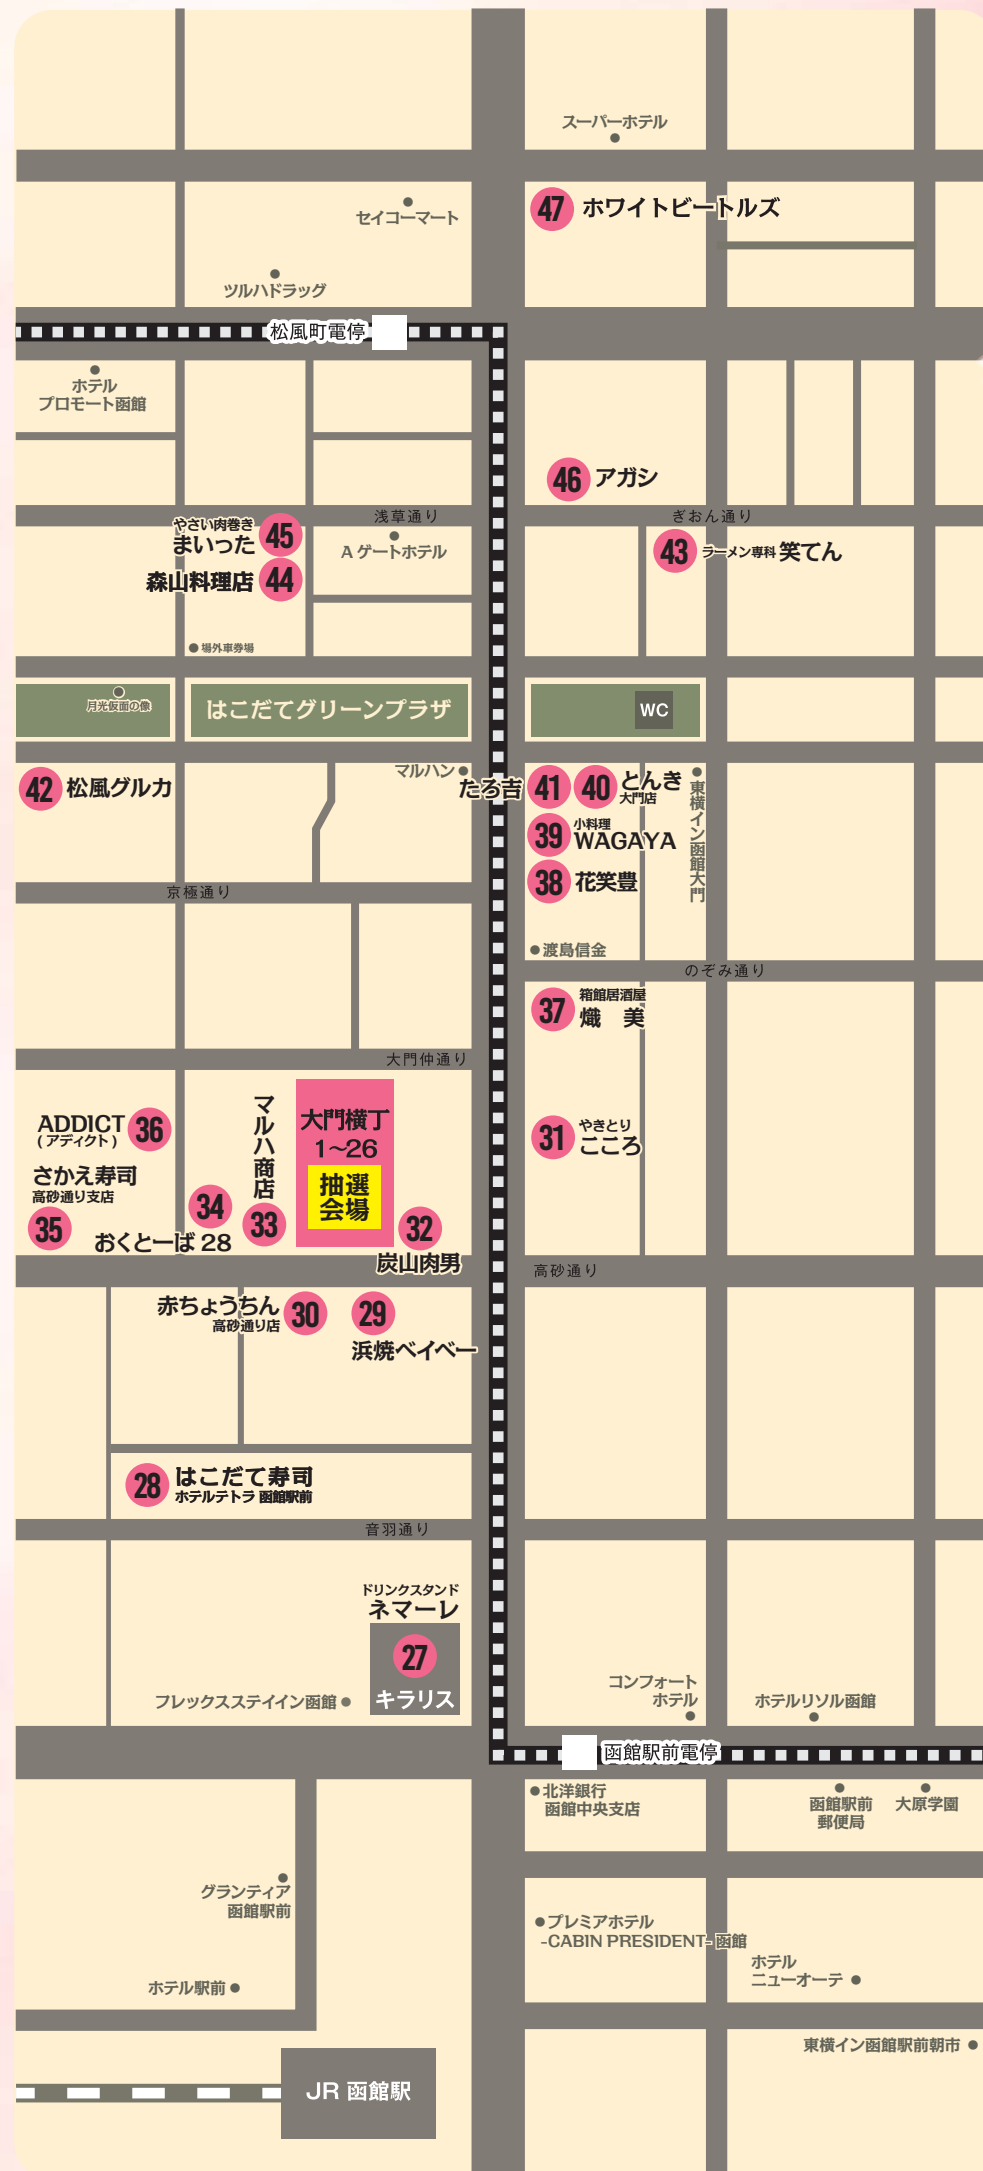 スーパーホテル
47 ホワイトビートルズ
セイコーマート
ツルハドラッグ
松風町電停
ホテル
プロモート函館
46 アガシ
浅草通り
ぎおん通り
やさい肉巻き
まいった 45
Aゲートホテル
43 ラーメン専科 笑てん
森山料理店 44
場外車券場
月光仮面の像
はこだてグリーンプラザ
WC
42 松風グルカ
マルハン
たろ吉 41
40 とんき
大門店
東横イン函館大門
39 小料理
WAGAYA
38 花笑豊
京極通り
渡島信金
のぞみ通り
37 箱館居酒屋
熾 美
大門仲通り
ADDICT 36
(アディクト)
マルハ商店
33
大門横丁
1~26
抽選
会場
31 やきとり
こころ
さかえ寿司
高砂通り支店
35
34
おくとーば 28
32
炭山肉男
高砂通り
赤ちょうちん 30
高砂通り店
29
浜焼ベイベー
28 はこだて寿司
ホテルテトラ 函館駅前
音羽通り
ドリンクスタンド
ネマーレ
27
キラリス
フレックスステイイン函館
コンフォート
ホテル
ホテルリソル函館
函館駅前電停
北洋銀行
函館中央支店
函館駅前
郵便局
大原学園
グランティア
函館駅前
プレミアホテル
-CABIN PRESIDENT-函館
ホテル
ニューオーテ
ホテル駅前
東横イン函館駅前朝市
JR 函館駅